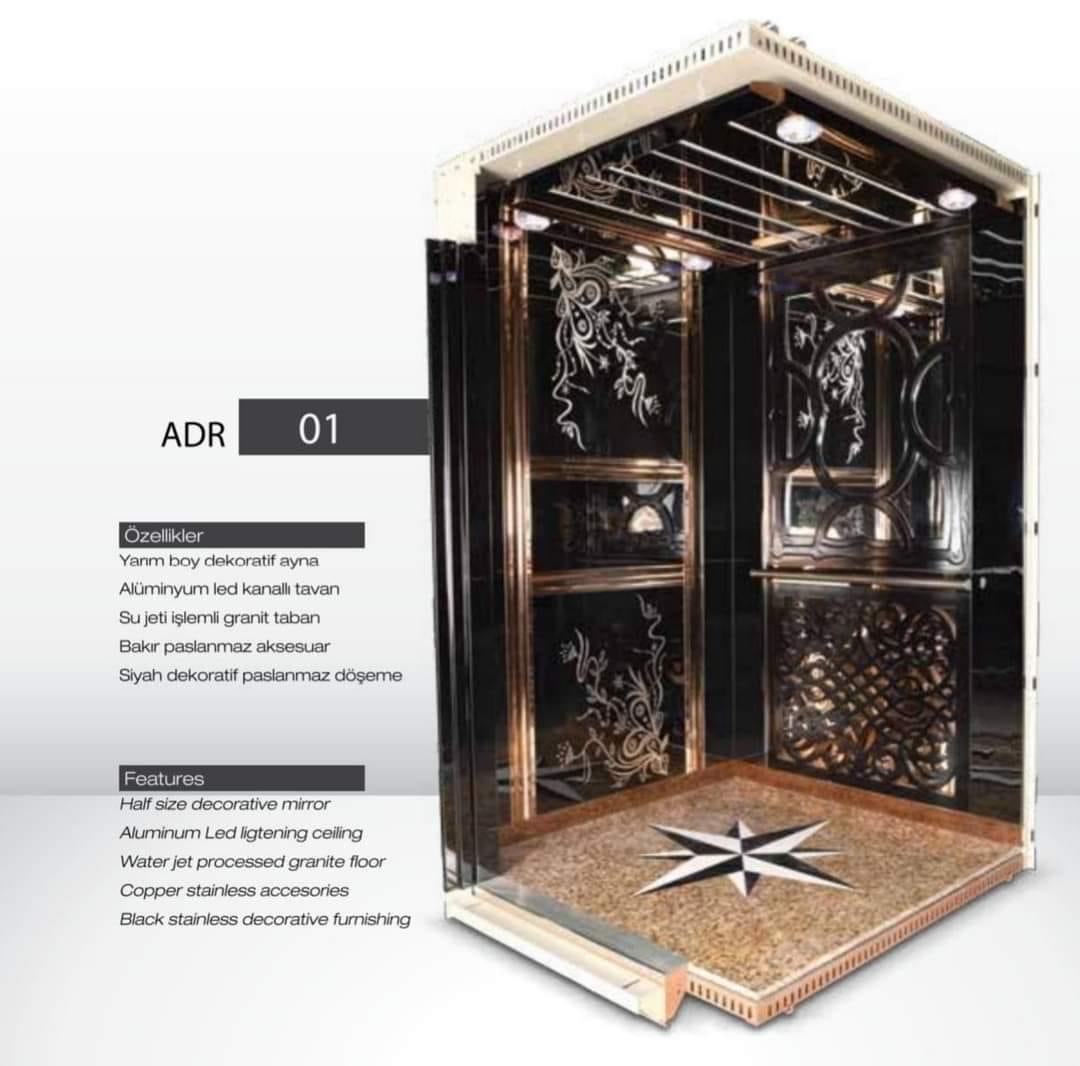 ADR 01
Özellikler
Yarım boy dekoratif ayna
Alüminyum led kanallı tavan
Su jeti işlemli granit taban
Bakır paslanmaz aksesuar
Siyah dekoratif paslanmaz döşeme
Features
Half size decorative mirror
Aluminum Led ligtening ceiling
Water jet processed granite floor
Copper stainless accesories
Black stainless decorative furnishing